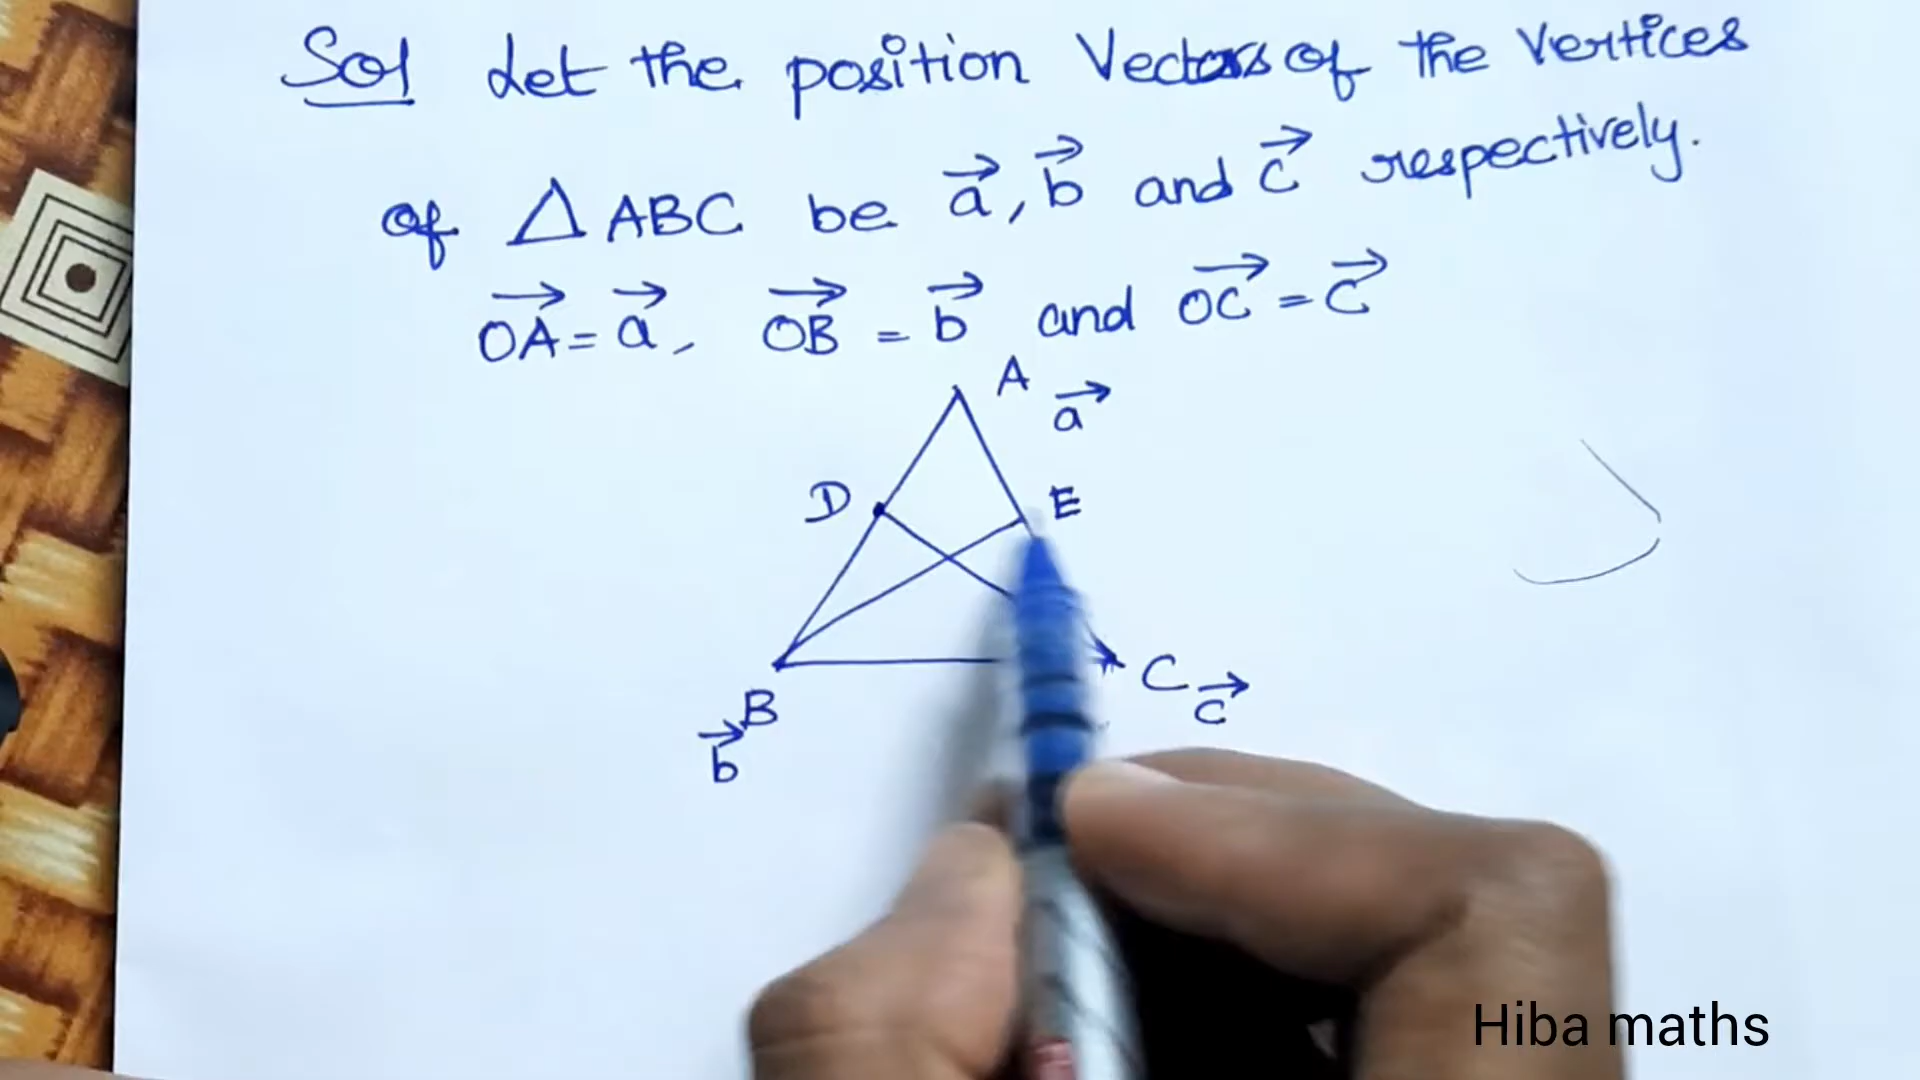 Sol Let the position Vectors of the Vertices
of △ ABC be a⃗, b⃗ and c⃗ respectively.
OA⃗ = a⃗, OB⃗ = b⃗ and OC⃗ = c⃗
A
a⃗
D
E
C
c⃗
B
b⃗
Hiba maths